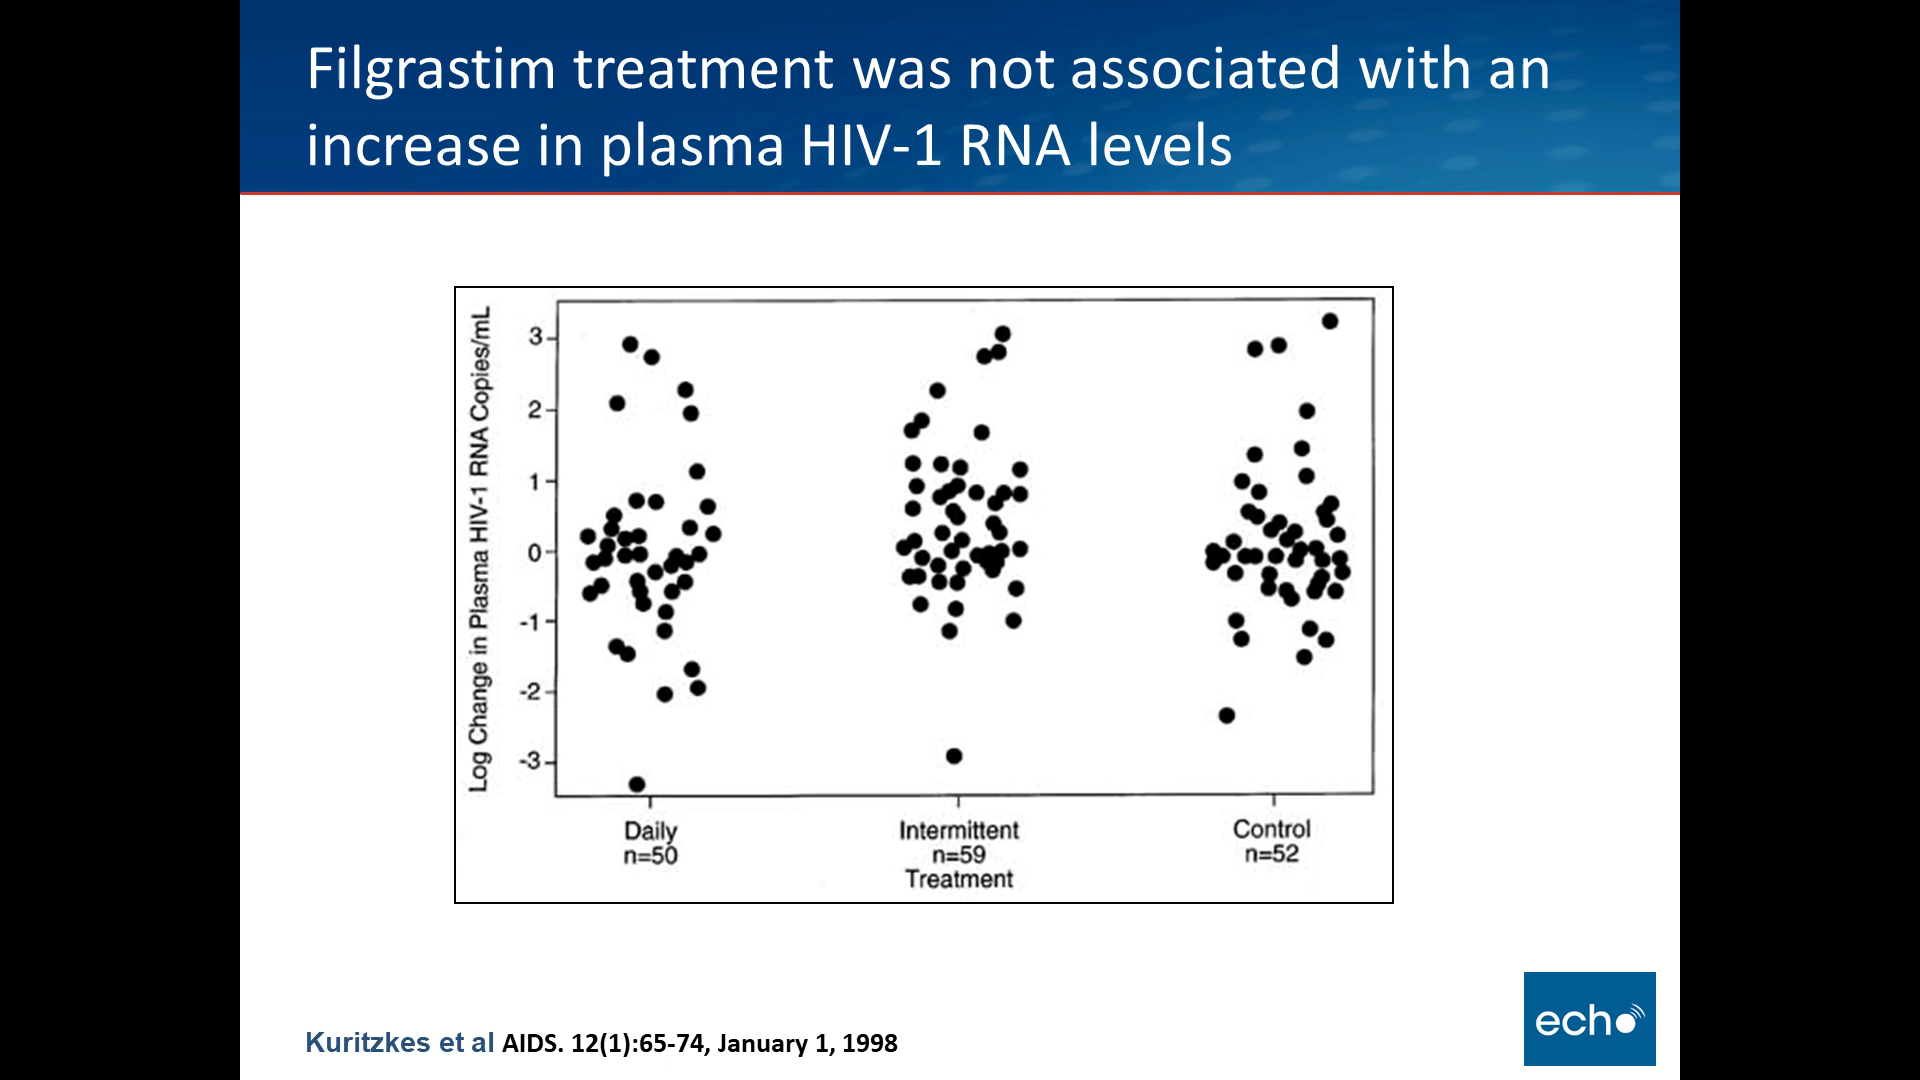 Filgrastim treatment was not associated with an
increase in plasma HIV-1 RNA levels
Log Change in Plasma HIV-1 RNA Copies/mL
3
2
1
0
-1
-2
-3
Daily
n=50
Intermittent
n=59
Control
n=52
Treatment
Kuritzkes et al AIDS. 12(1):65-74, January 1, 1998
echo